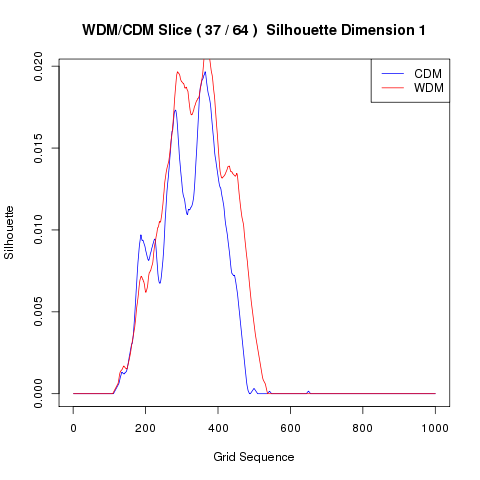 WDM/CDM Slice ( 37 / 64 )  Silhouette Dimension 1
CDM
WDM
Silhouette
0.020
0.015
0.010
0.005
0.000
0 200 400 600 800 1000
Grid Sequence